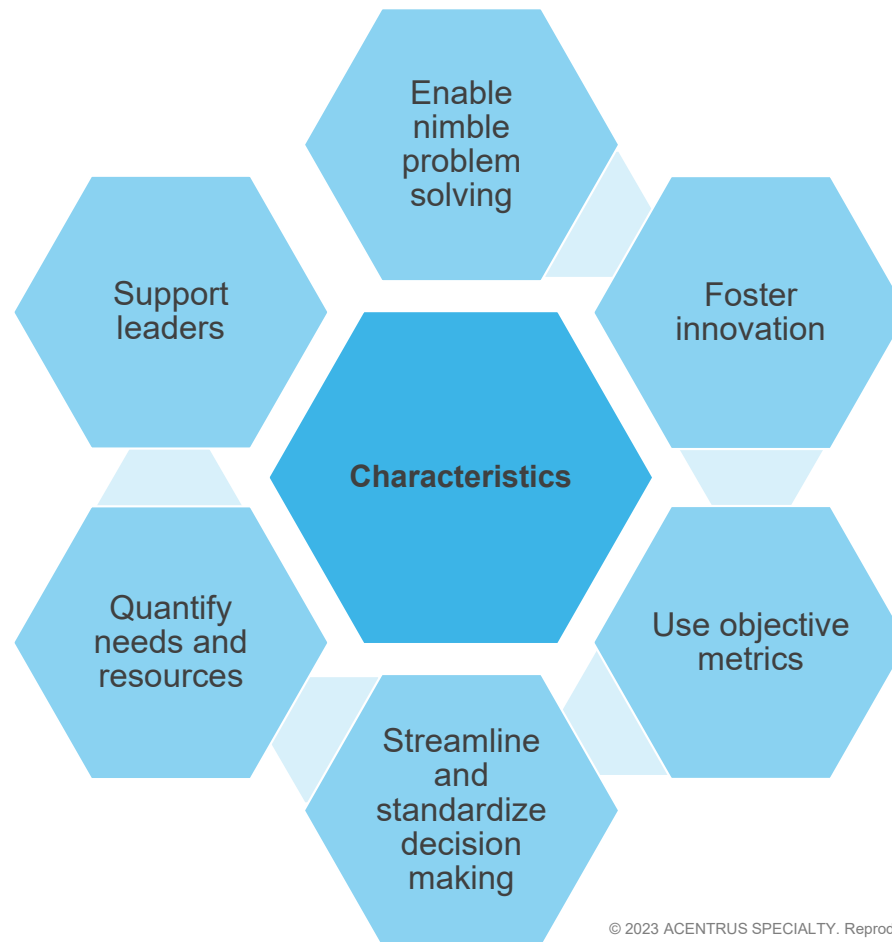 Enable
nimble
problem
solving
Foster
innovation
Use objective
metrics
Streamline
and
standardize
decision
making
Quantify
needs and
resources
Support
leaders
Characteristics
© 2023 ACENTRUS SPECIALTY. Reproc